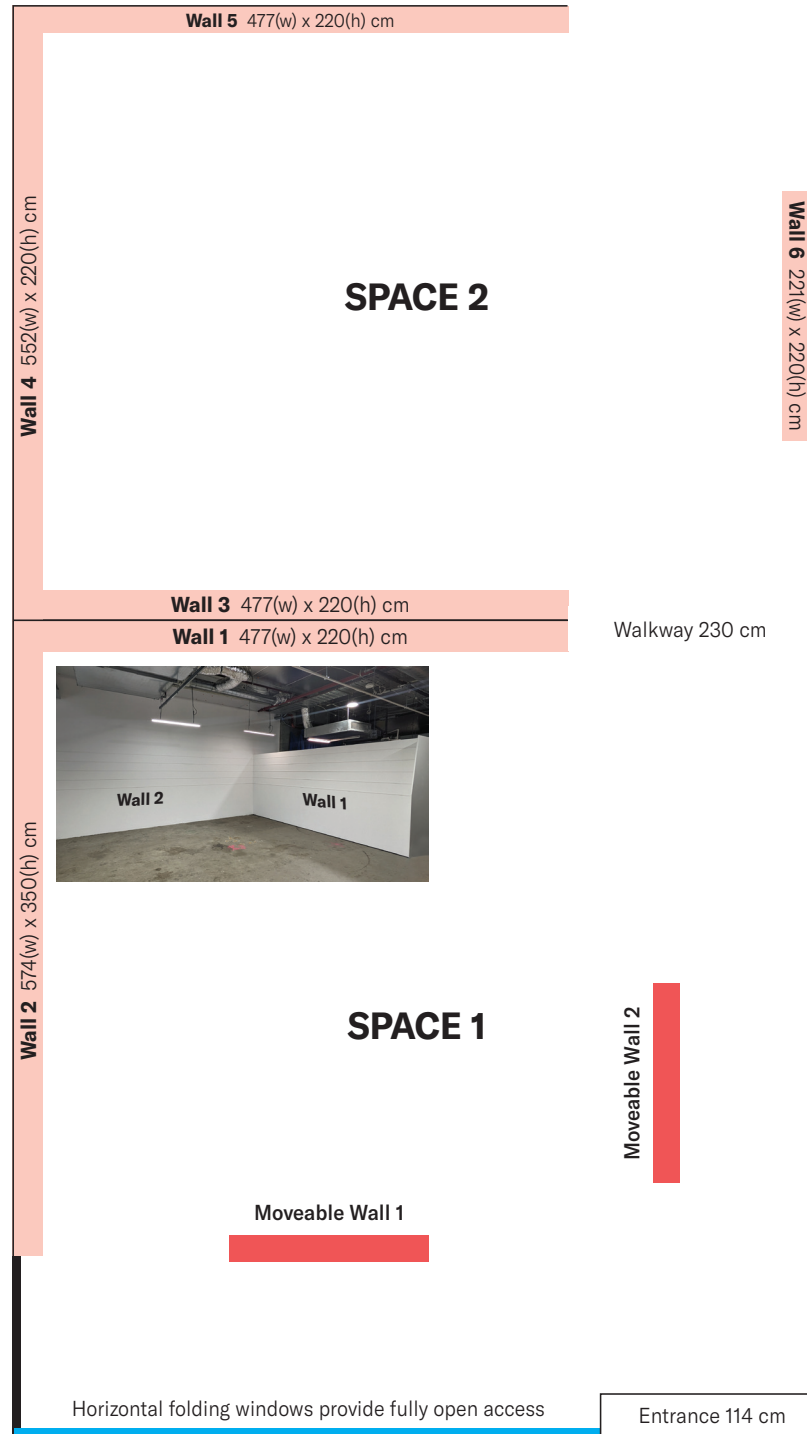 Wall 5 477(w) x 220(h) cm
Wall 4 552(w) x 220(h) cm
SPACE 2
Wall 6 221(w) x 220(h) cm
Wall 3 477(w) x 220(h) cm
Wall 1 477(w) x 220(h) cm
Walkway 230 cm
Wall 2
Wall 1
Wall 2 574(w) x 350(h) cm
SPACE 1
Moveable Wall 2
Moveable Wall 1
Horizontal folding windows provide fully open access
Entrance 114 cm